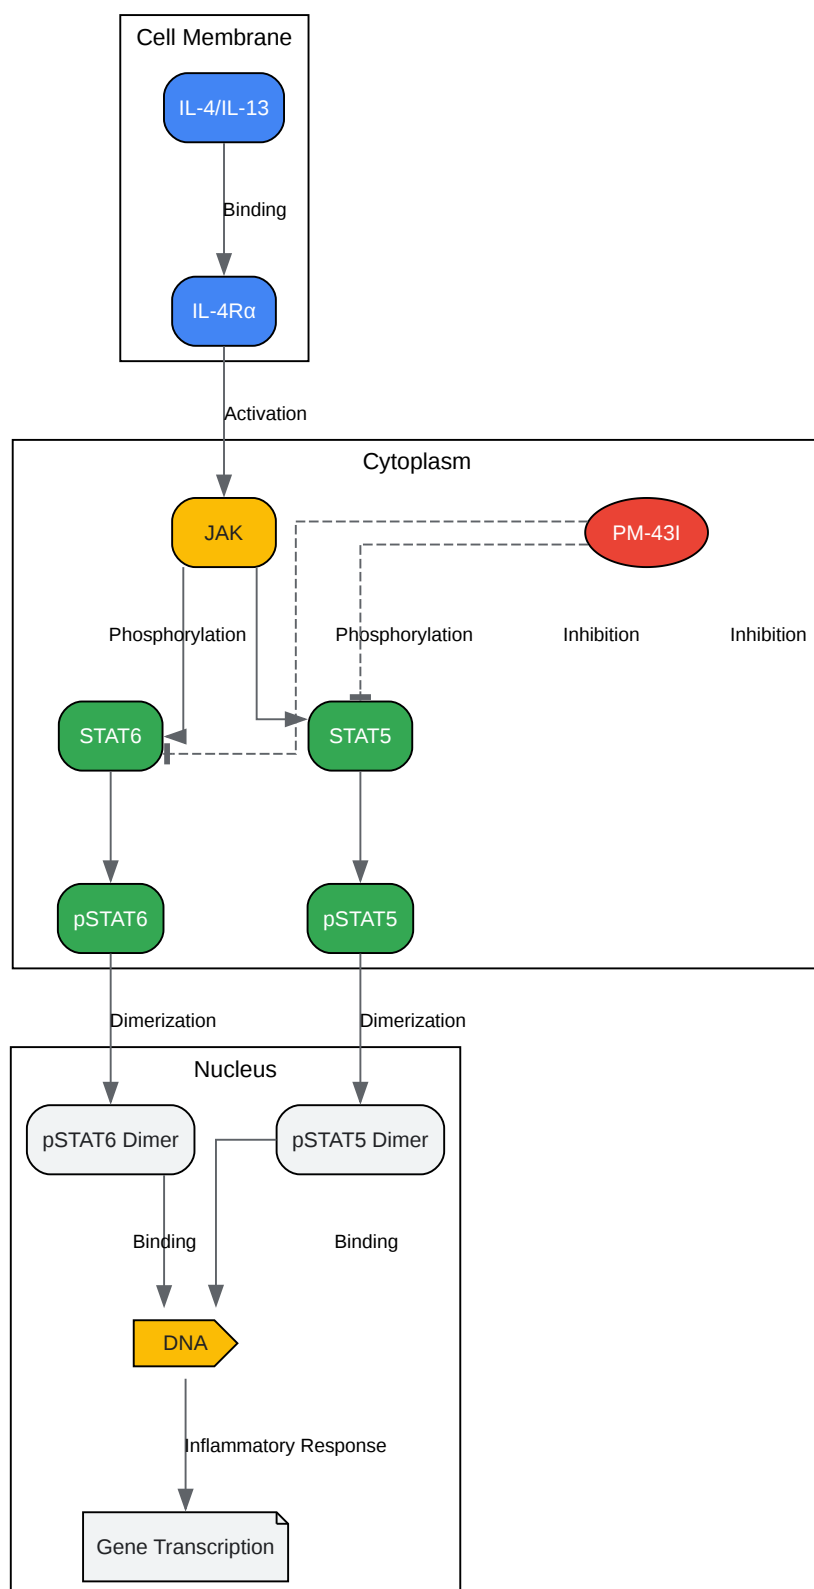 Cell Membrane
IL-4/IL-13
Binding
IL-4Rα
Activation
Cytoplasm
JAK
PM-43I
Phosphorylation
Phosphorylation
Inhibition
Inhibition
STAT6
STAT5
pSTAT6
pSTAT5
Dimerization
Dimerization
Nucleus
pSTAT6 Dimer
pSTAT5 Dimer
Binding
Binding
DNA
Inflammatory Response
Gene Transcription